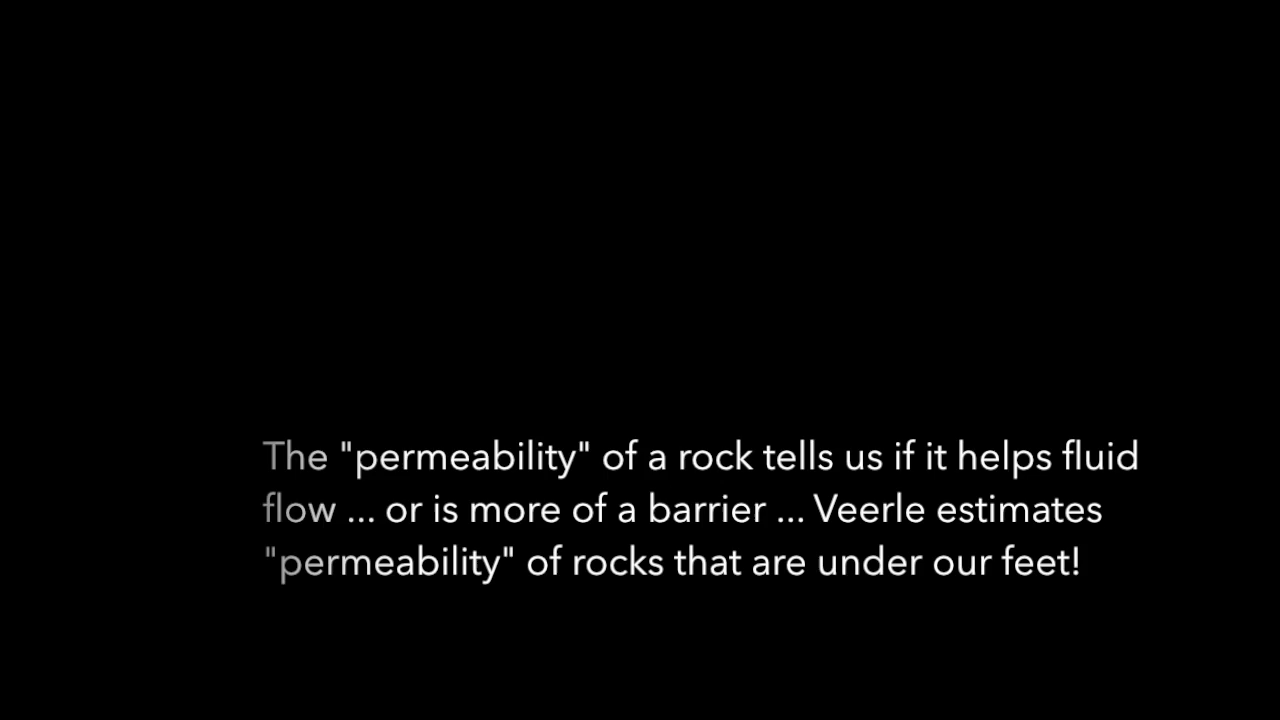 The "permeability" of a rock tells us if it helps fluid
flow ... or is more of a barrier ... Veerle estimates
"permeability" of rocks that are under our feet!